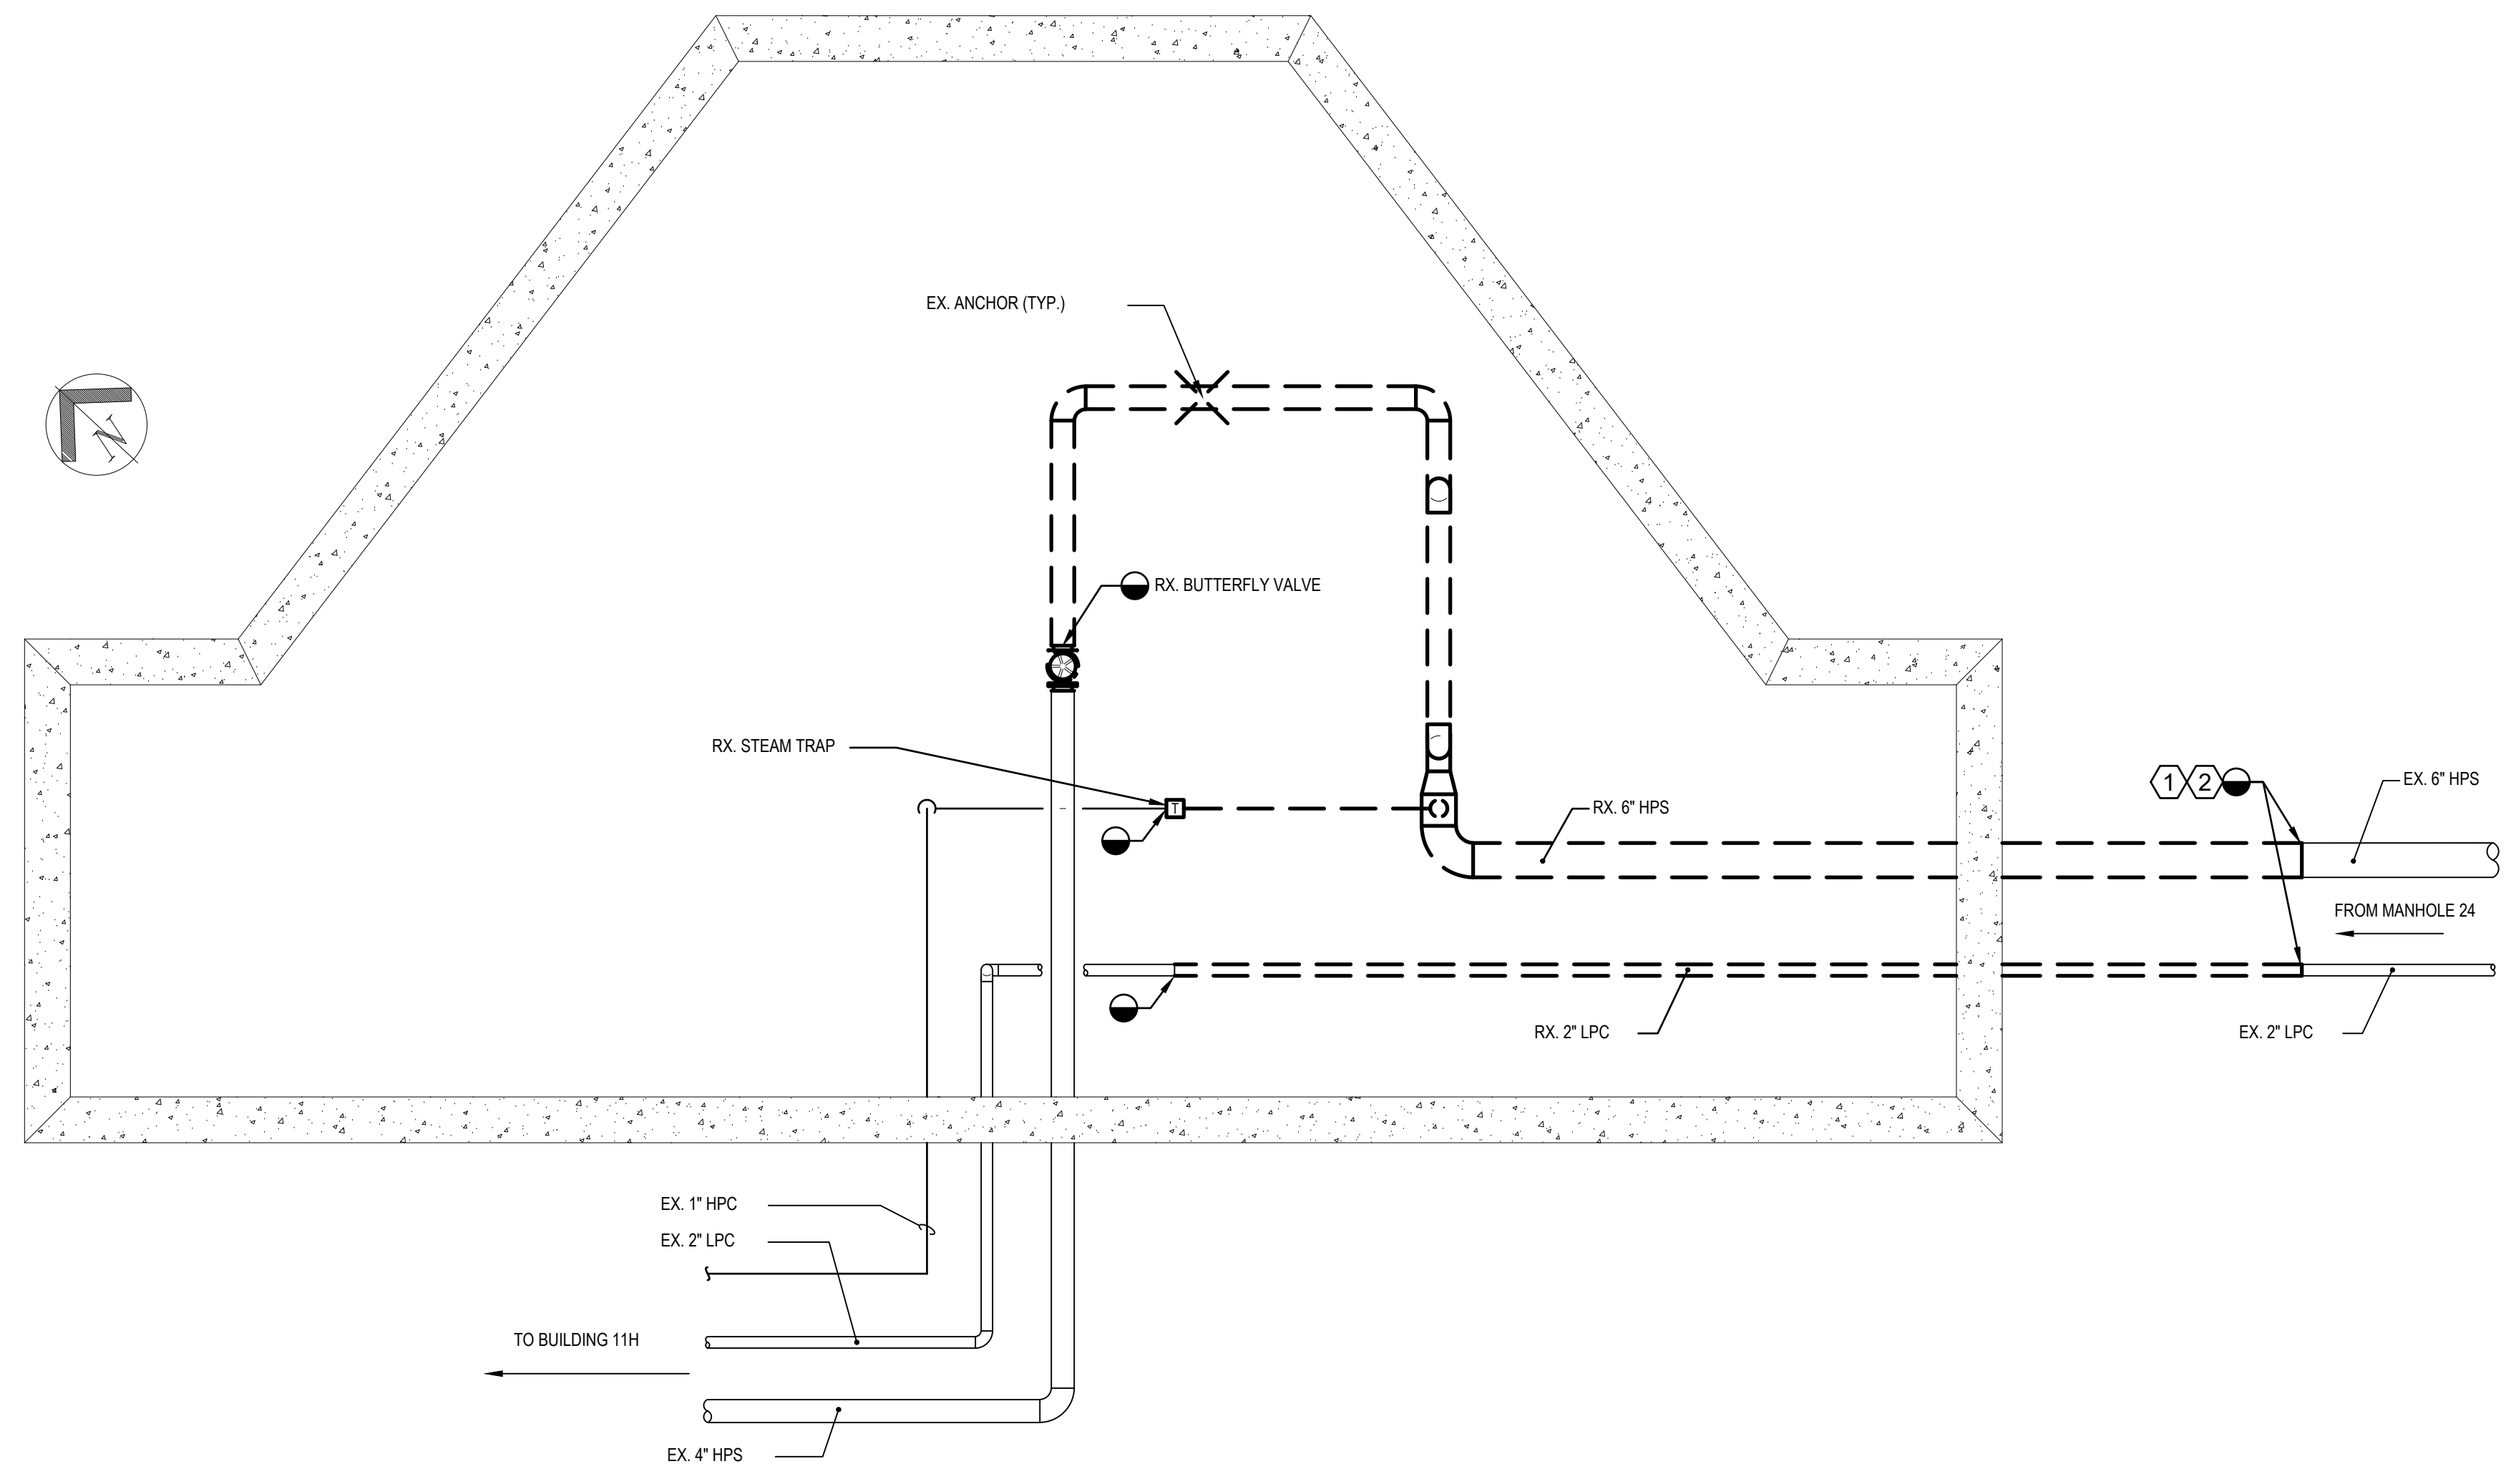 EX. ANCHOR (TYP.)
N
RX. BUTTERFLY VALVE
RX. STEAM TRAP
T
RX. 6" HPS
1 2
EX. 6" HPS
FROM MANHOLE 24
RX. 2" LPC
EX. 2" LPC
EX. 1" HPC
EX. 2" LPC
TO BUILDING 11H
EX. 4" HPS